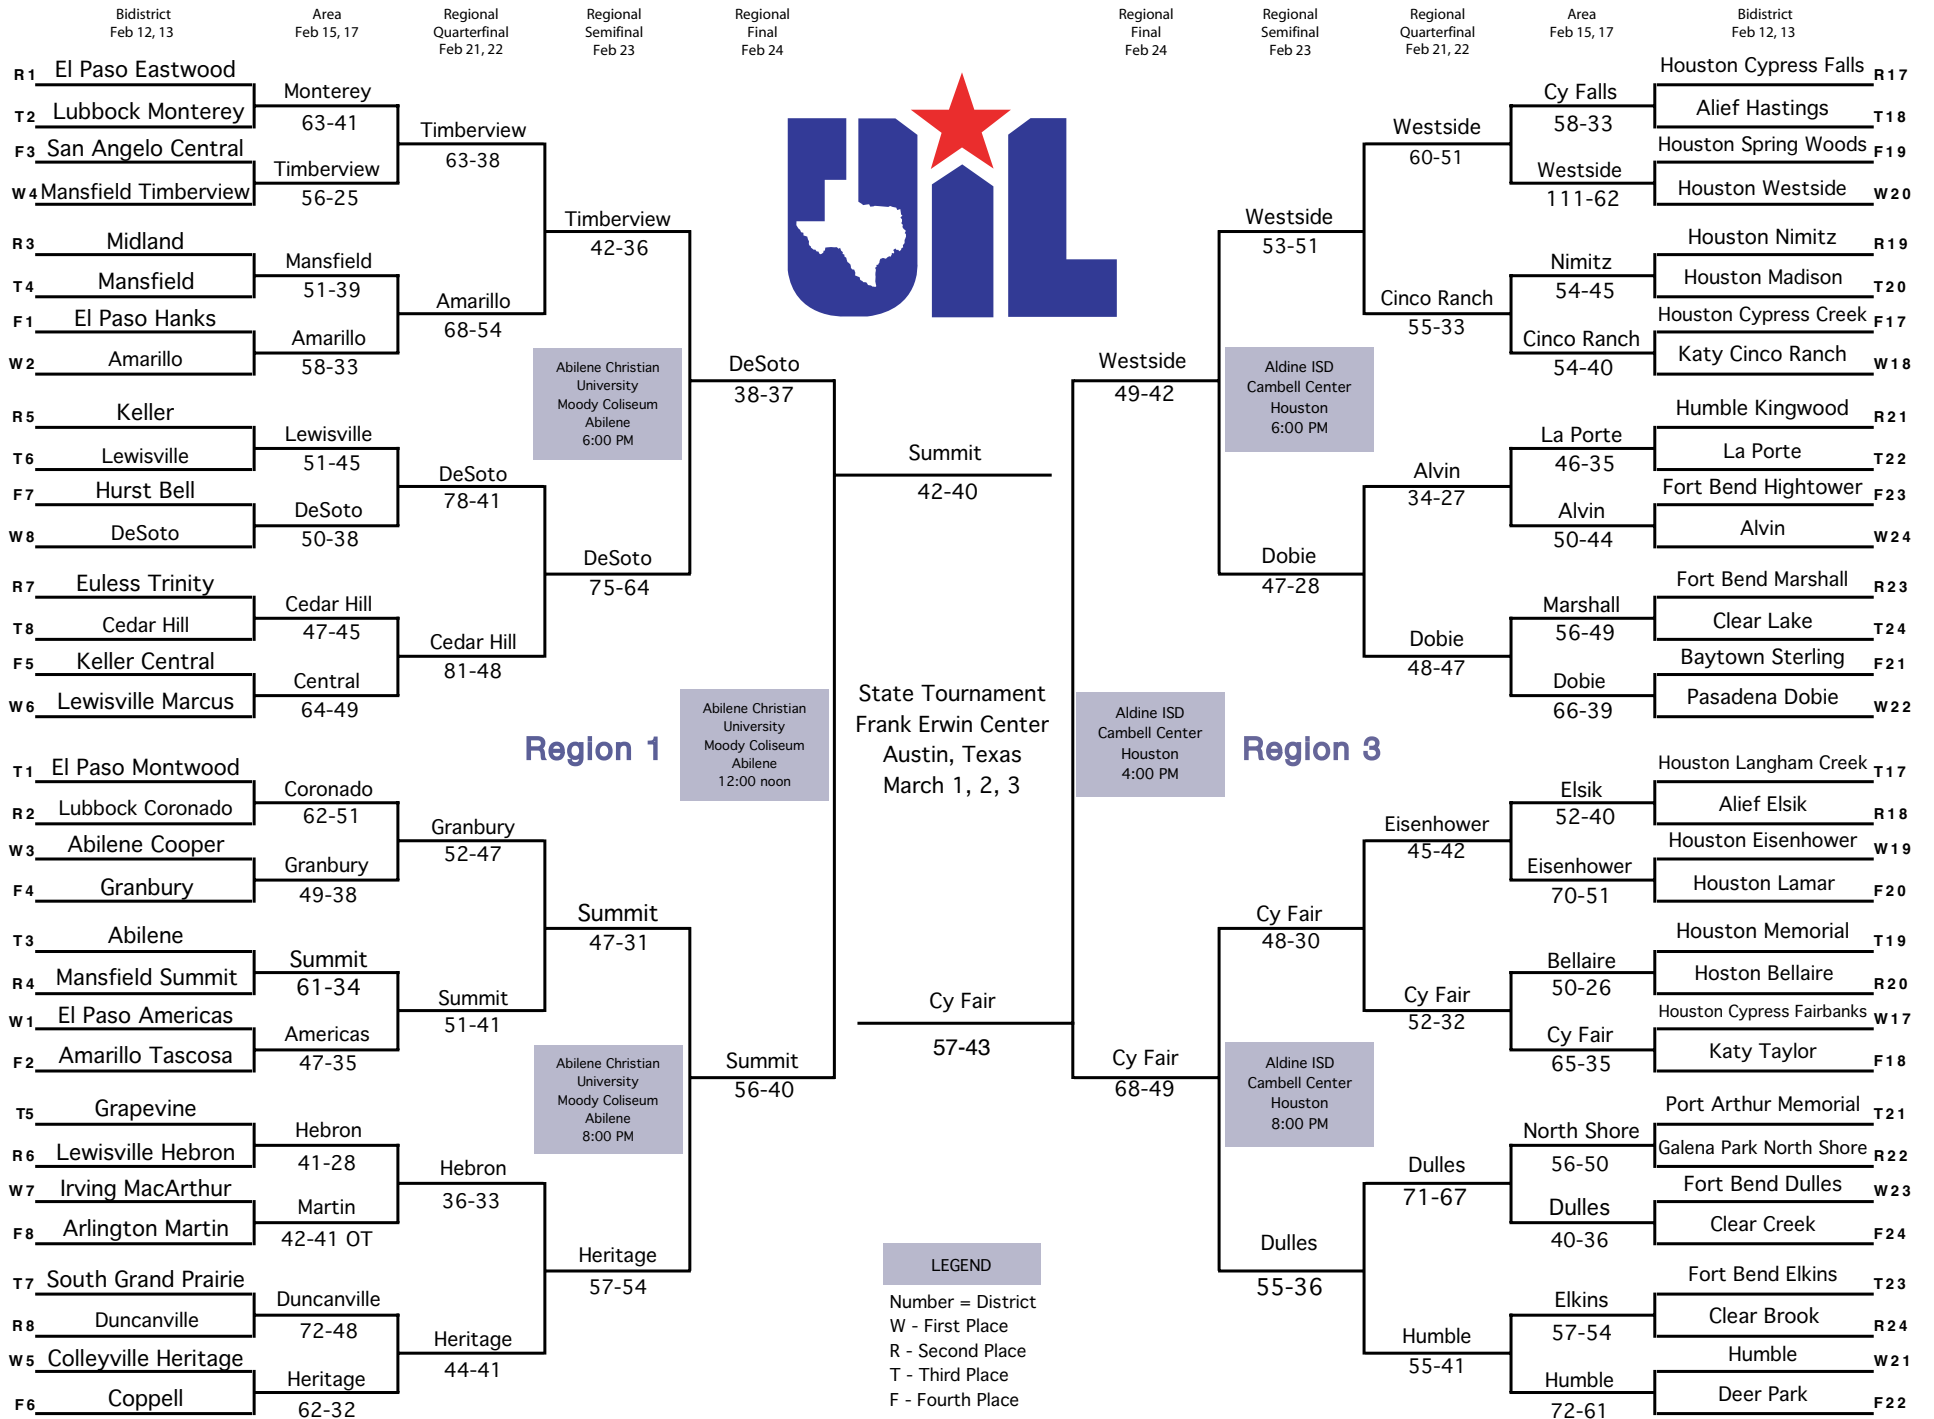 Bidistrict
Feb 12, 13
Area
Feb 15, 17
Regional
Quarterfinal
Feb 21, 22
Regional
Semifinal
Feb 23
Regional
Final
Feb 24
Regional
Final
Feb 24
Regional
Semifinal
Feb 23
Regional
Quarterfinal
Feb 21, 22
Area
Feb 15, 17
Bidistrict
Feb 12, 13
R1 El Paso Eastwood
T2 Lubbock Monterey
F3 San Angelo Central
W4 Mansfield Timberview
R3 Midland
T4 Mansfield
F1 El Paso Hanks
W2 Amarillo
R5 Keller
T6 Lewisville
F7 Hurst Bell
W8 DeSoto
R7 Euless Trinity
T8 Cedar Hill
F5 Keller Central
W6 Lewisville Marcus
T1 El Paso Montwood
R2 Lubbock Coronado
W3 Abilene Cooper
F4 Granbury
T3 Abilene
R4 Mansfield Summit
W1 El Paso Americas
F2 Amarillo Tascosa
T5 Grapevine
R6 Lewisville Hebron
W7 Irving MacArthur
F8 Arlington Martin
T7 South Grand Prairie
R8 Duncanville
W5 Colleyville Heritage
F6 Coppell
Monterey
63-41
Timberview
56-25
Mansfield
51-39
Amarillo
58-33
Lewisville
51-45
DeSoto
50-38
Cedar Hill
47-45
Central
64-49
Coronado
62-51
Granbury
49-38
Summit
61-34
Americas
47-35
Hebron
41-28
Martin
42-41 OT
Duncanville
72-48
Heritage
62-32
Timberview
63-38
Amarillo
68-54
DeSoto
78-41
Cedar Hill
81-48
Granbury
52-47
Summit
51-41
Hebron
36-33
Heritage
44-41
Timberview
42-36
Abilene Christian
University
Moody Coliseum
Abilene
6:00 PM
DeSoto
75-64
Region 1
Summit
47-31
Abilene Christian
University
Moody Coliseum
Abilene
8:00 PM
Heritage
57-54
DeSoto
38-37
Abilene Christian
University
Moody Coliseum
Abilene
12:00 noon
Summit
56-40
UIL
Summit
42-40
State Tournament
Frank Erwin Center
Austin, Texas
March 1, 2, 3
Cy Fair
57-43
LEGEND
Number = District
W - First Place
R - Second Place
T - Third Place
F - Fourth Place
Westside
49-42
Aldine ISD
Cambell Center
Houston
4:00 PM
Cy Fair
68-49
Westside
53-51
Aldine ISD
Cambell Center
Houston
6:00 PM
Dobie
47-28
Region 3
Cy Fair
48-30
Aldine ISD
Cambell Center
Houston
8:00 PM
Dulles
55-36
Westside
60-51
Cinco Ranch
55-33
Alvin
34-27
Dobie
48-47
Eisenhower
45-42
Cy Fair
52-32
Dulles
71-67
Humble
55-41
Cy Falls
58-33
Westside
111-62
Nimitz
54-45
Cinco Ranch
54-40
La Porte
46-35
Alvin
50-44
Marshall
56-49
Dobie
66-39
Elsik
52-40
Eisenhower
70-51
Bellaire
50-26
Cy Fair
65-35
North Shore
56-50
Dulles
40-36
Elkins
57-54
Humble
72-61
Houston Cypress Falls R17
Alief Hastings T18
Houston Spring Woods F19
Houston Westside W20
Houston Nimitz R19
Houston Madison T20
Houston Cypress Creek F17
Katy Cinco Ranch W18
Humble Kingwood R21
La Porte T22
Fort Bend Hightower F23
Alvin W24
Fort Bend Marshall R23
Clear Lake T24
Baytown Sterling F21
Pasadena Dobie W22
Houston Langham Creek T17
Alief Elsik R18
Houston Eisenhower W19
Houston Lamar F20
Houston Memorial T19
Hoston Bellaire R20
Houston Cypress Fairbanks W17
Katy Taylor F18
Port Arthur Memorial T21
Galena Park North Shore R22
Fort Bend Dulles W23
Clear Creek F24
Fort Bend Elkins T23
Clear Brook R24
Humble W21
Deer Park F22